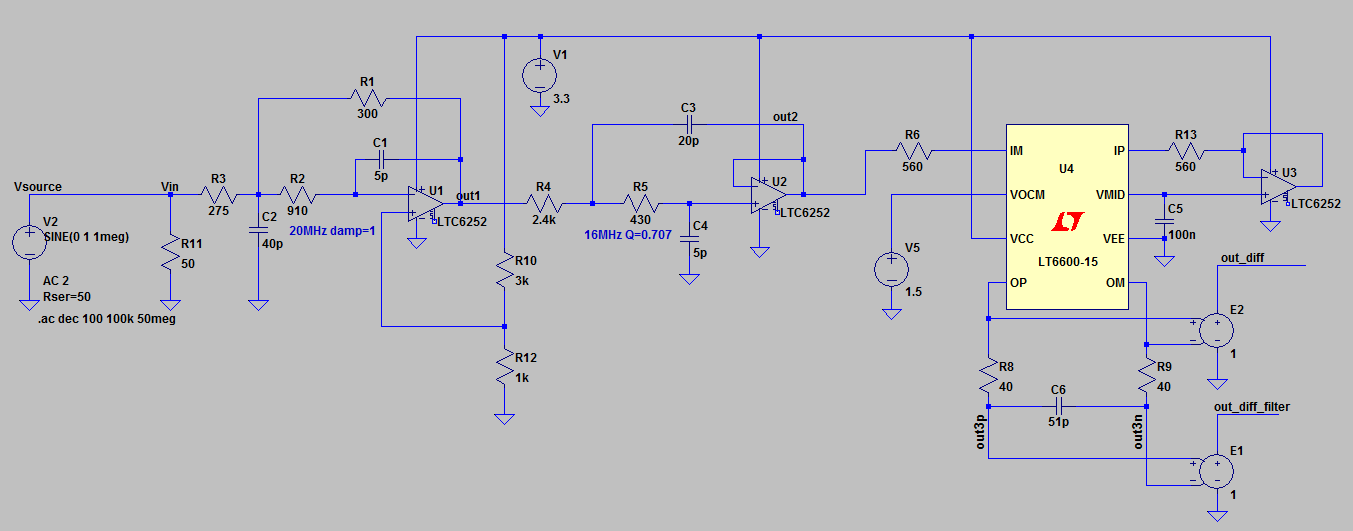 V1
3.3
R1
300
C1
5p
C3
20p
out2
R6
560
IM
IP
R13
560
U4
Vsource
Vin
R3
275
R2
910
U1
out1
LTC6252
R4
2.4k
R5
430
U2
LTC6252
VOCM
VMID
U3
LTC6252
V2
SINE(0 1 1meg)
C2
40p
20MHz damp=1
16MHz Q=0.707
C4
5p
C5
100n
VCC
VEE
LT6600-15
R11
50
AC 2
Rser=50
.ac dec 100 100k 50meg
R10
3k
V5
1.5
OP
OM
out_diff
E2
1
R12
1k
R8
40
R9
40
C6
51p
out3p
out3n
out_diff_filter
E1
1